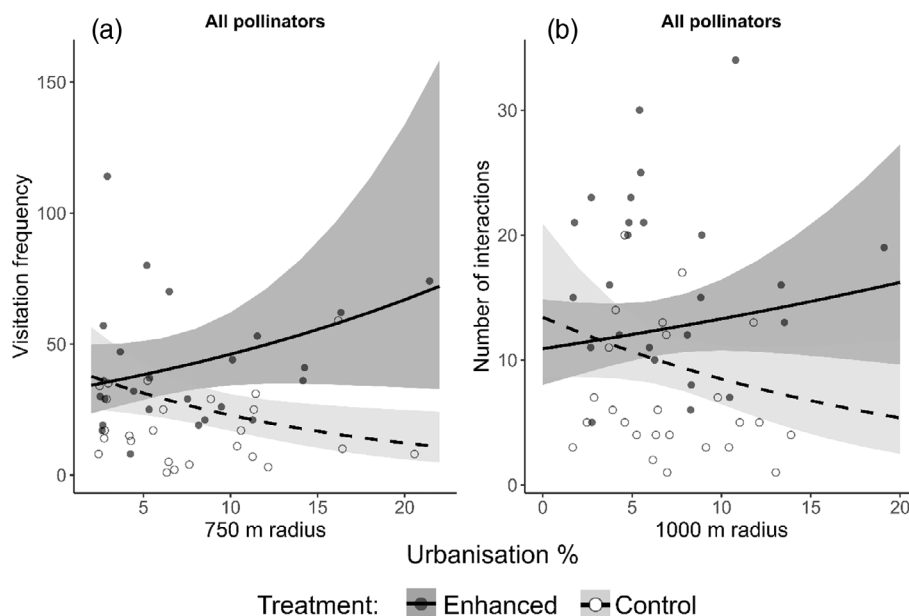 (a) All pollinators
Visitation frequency
150
100
50
0
5 10 15 20
750 m radius
(b) All pollinators
Number of interactions
30
20
10
0
0 5 10 15 20
1000 m radius
Urbanisation %
Treatment: Enhanced Control